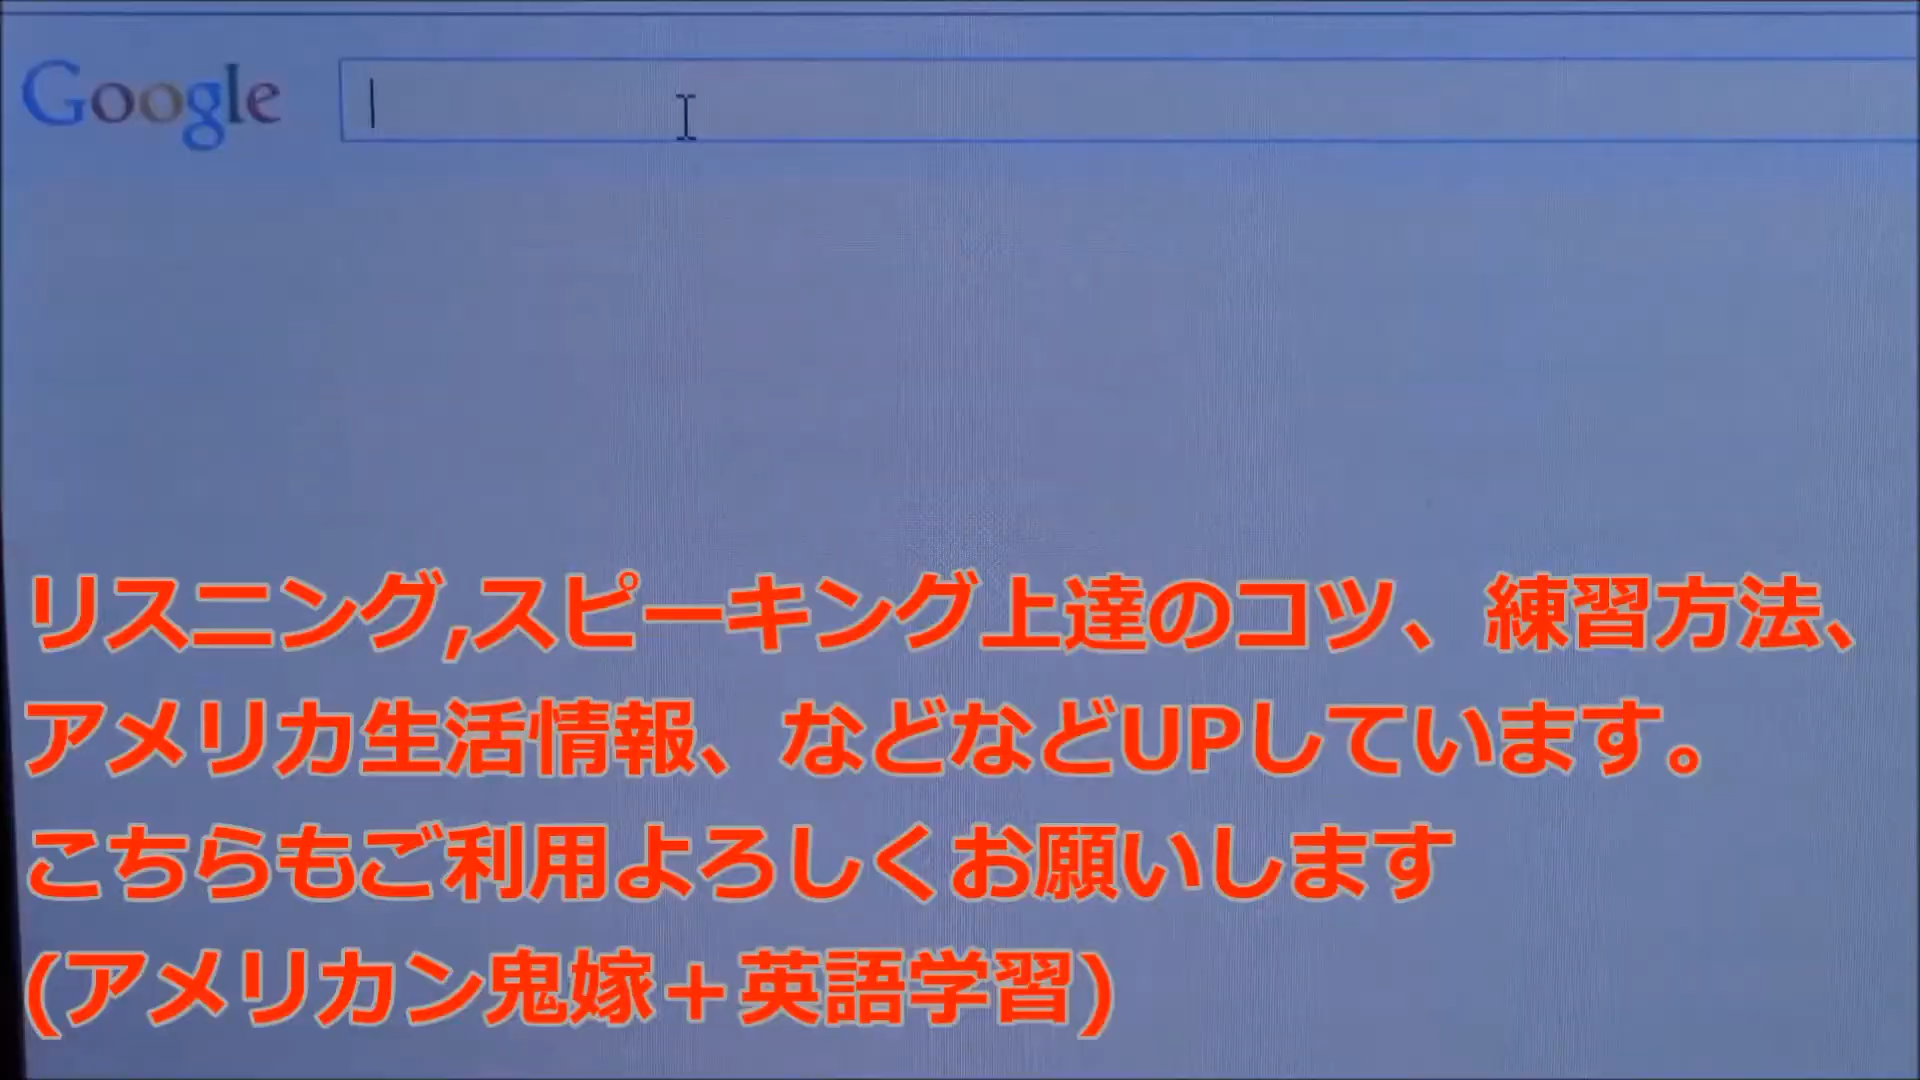 Google
リスニング,スピーキング上達のコツ、練習方法、
アメリカ生活情報、などなどUPしています。
こちらもご利用よろしくお願いします
(アメリカン鬼嫁＋英語学習)